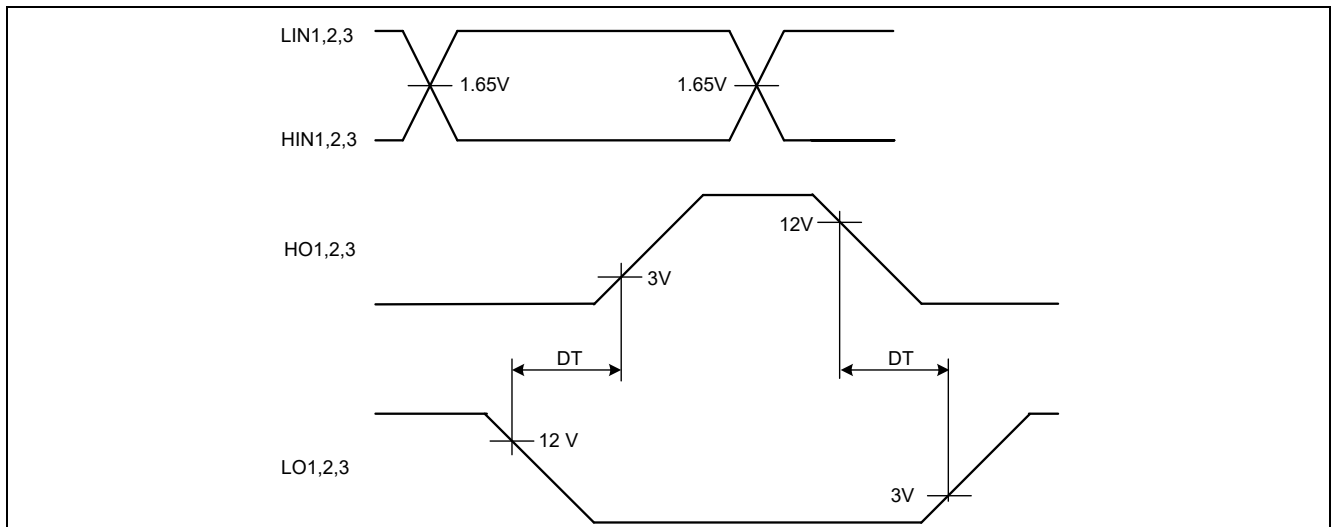 LIN1,2,3
1.65V
1.65V
HIN1,2,3
12V
HO1,2,3
3V
DT
DT
12 V
LO1,2,3
3V